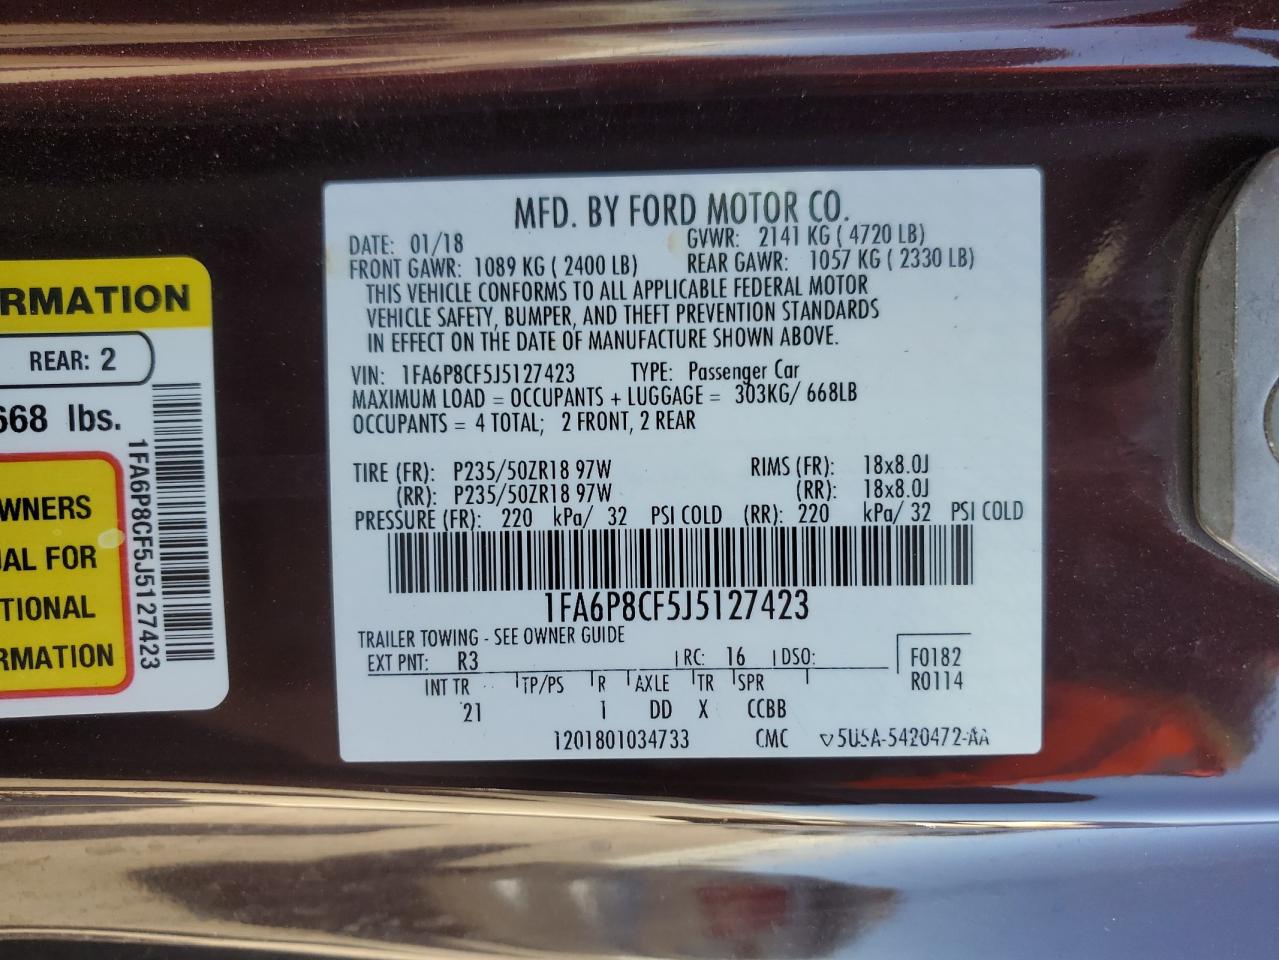 MFD. BY FORD MOTOR CO.
DATE: 01/18 GVWR: 2141 KG ( 4720 LB)
FRONT GAWR: 1089 KG ( 2400 LB) REAR GAWR: 1057 KG ( 2330 LB)
THIS VEHICLE CONFORMS TO ALL APPLICABLE FEDERAL MOTOR
VEHICLE SAFETY, BUMPER, AND THEFT PREVENTION STANDARDS
IN EFFECT ON THE DATE OF MANUFACTURE SHOWN ABOVE.
VIN: 1FA6P8CF5J5127423 TYPE: Passenger Car
MAXIMUM LOAD = OCCUPANTS + LUGGAGE = 303KG/ 668LB
OCCUPANTS = 4 TOTAL; 2 FRONT, 2 REAR
TIRE (FR): P235/50ZR18 97W RIMS (FR): 18x8.0J
(RR): P235/50ZR18 97W (RR): 18x8.0J
PRESSURE (FR): 220 kPa/ 32 PSI COLD (RR): 220 kPa/ 32 PSI COLD
1FA6P8CF5J5127423
TRAILER TOWING - SEE OWNER GUIDE
EXT PNT: R3 RC: 16 DSO: F0182
R0114
INT TR TP/PS R AXLE TR SPR
21 1 DD X CCBB
1201801034733 CMC ▽5USA-5420472-AA
RMATION
REAR: 2
668 lbs.
WNERS
UAL FOR
TIONAL
RMATION
1FA6P8CF5J5127423